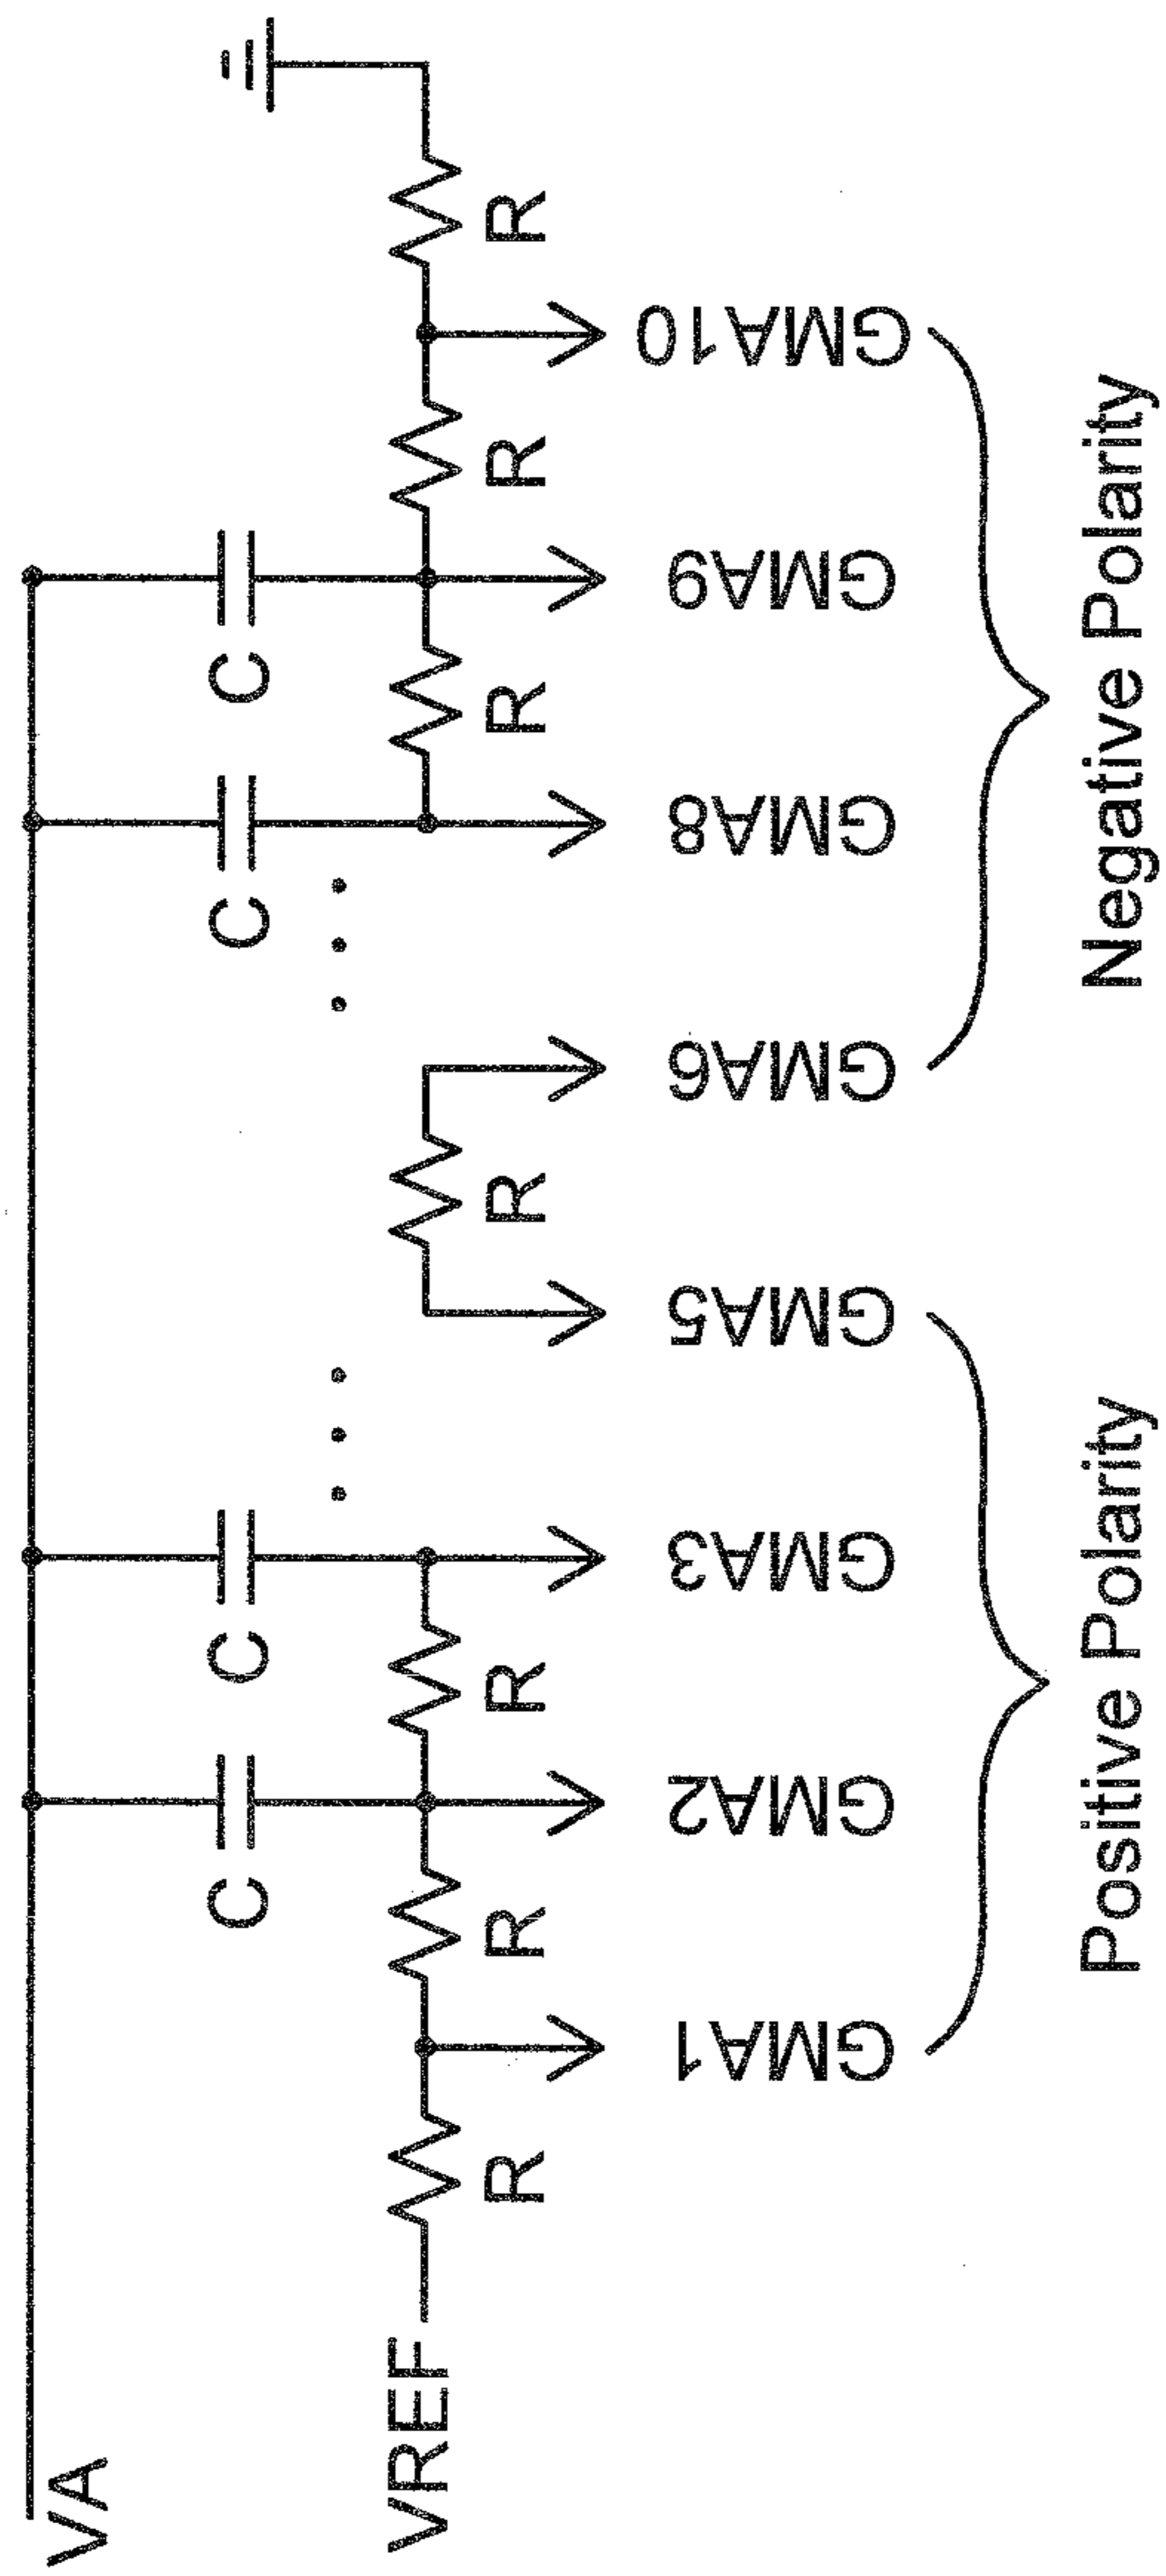 VA
C
C
C
C
VREF
R
R
R
R
R
R
R
GMA1
GMA2
GMA3
GMA5
GMA6
GMA8
GMA9
GMA10
Positive Polarity
Negative Polarity